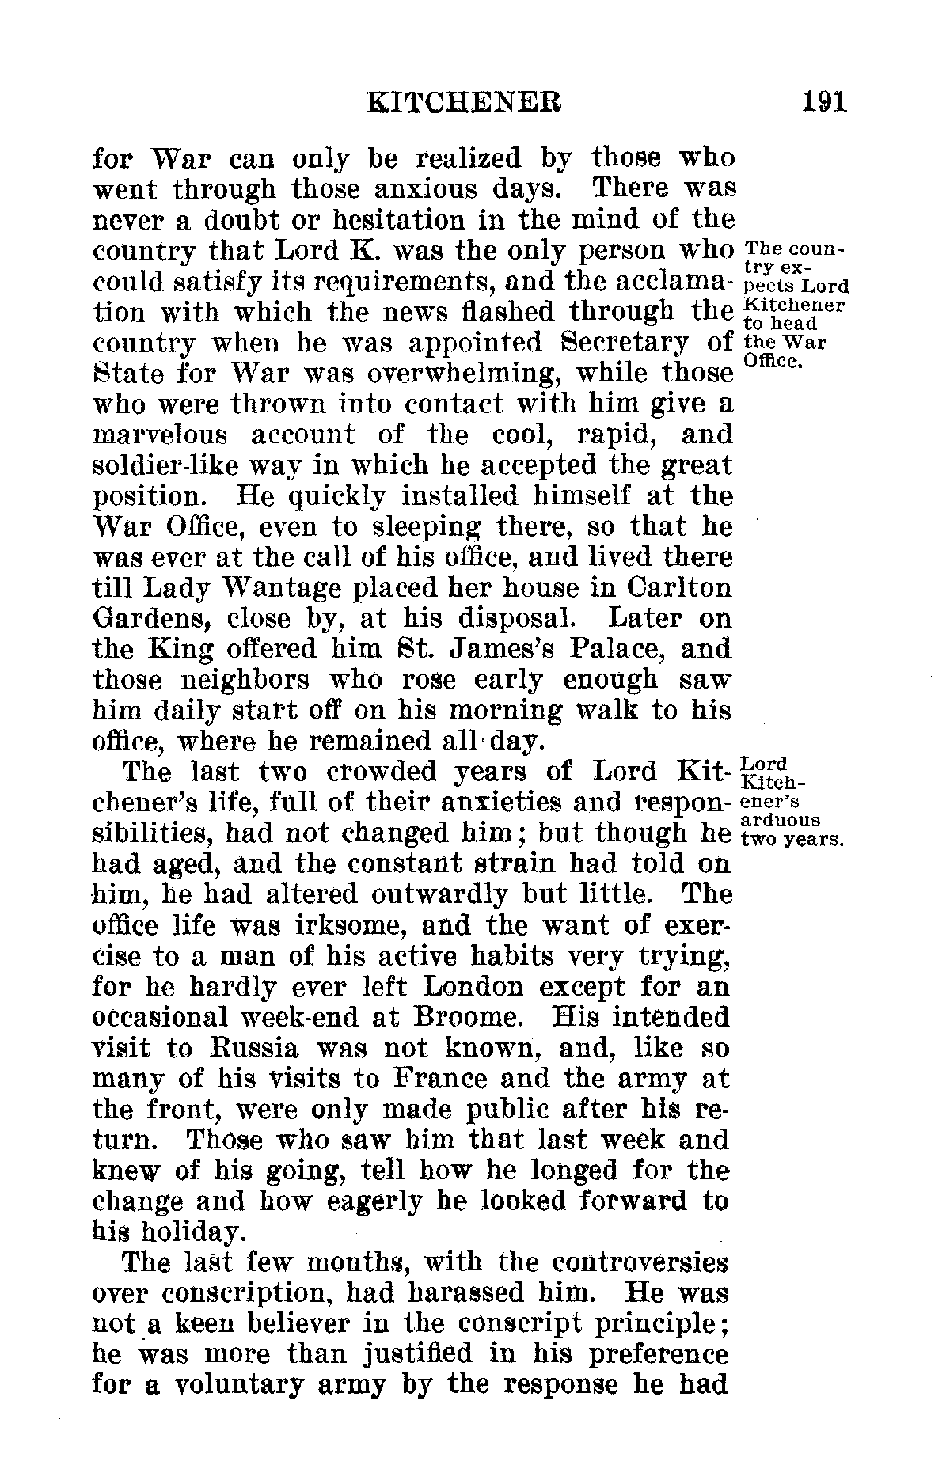 KITCHENER 191
for War can only be realized by those who
went through those anxious days. There was
never a doubt or hesitation in the mind of the
country that Lord K. was the only person who
could satisfy its requirements, and the acclama-
tion with which the news flashed through the
country when he was appointed Secretary of
State for War was overwhelming, while those
who were thrown into contact with him give a
marvelous account of the cool, rapid, and
soldier-like way in which he accepted the great
position. He quickly installed himself at the
War Office, even to sleeping there, so that he
was ever at the call of his office, and lived there
till Lady Wantage placed her house in Carlton
Gardens, close by, at his disposal. Later on
the King offered him St. James's Palace, and
those neighbors who rose early enough saw
him daily start off on his morning walk to his
office, where he remained all day.
The coun-
try ex-
pects Lord
Kitchener
to head
the War
Office.
The last two crowded years of Lord Kit-
chener's life, full of their anxieties and respon-
sibilities, had not changed him; but though he
had aged, and the constant strain had told on
him, he had altered outwardly but little. The
office life was irksome, and the want of exer-
cise to a man of his active habits very trying,
for he hardly ever left London except for an
occasional week-end at Broome. His intended
visit to Russia was not known, and, like so
many of his visits to France and the army at
the front, were only made public after his re-
turn. Those who saw him that last week and
knew of his going, tell how he longed for the
change and how eagerly he looked forward to
his holiday.
Lord
Kitch-
ener's
arduous
two years.
The last few months, with the controversies
over conscription, had harassed him. He was
not a keen believer in the conscript principle;
he was more than justified in his preference
for a voluntary army by the response he had